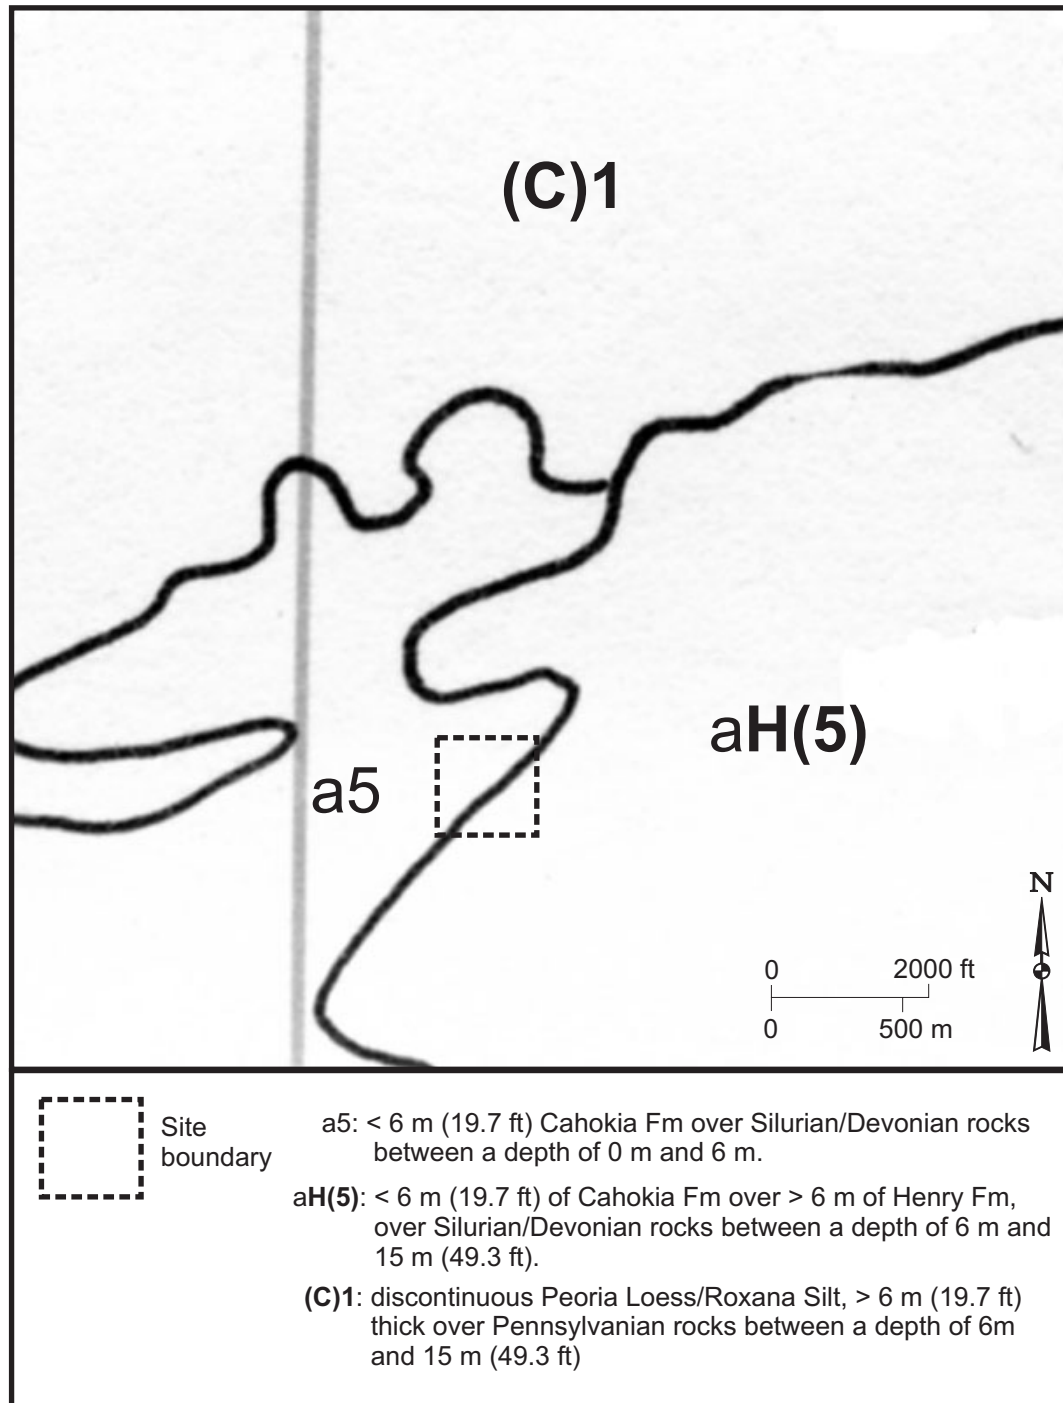 (C)1
aH(5)
a5
N
0 2000 ft
0 500 m
Site
boundary
a5: < 6 m (19.7 ft) Cahokia Fm over Silurian/Devonian rocks
between a depth of 0 m and 6 m.
aH(5): < 6 m (19.7 ft) of Cahokia Fm over > 6 m of Henry Fm,
over Silurian/Devonian rocks between a depth of 6 m and
15 m (49.3 ft).
(C)1: discontinuous Peoria Loess/Roxana Silt, > 6 m (19.7 ft)
thick over Pennsylvanian rocks between a depth of 6m
and 15 m (49.3 ft)